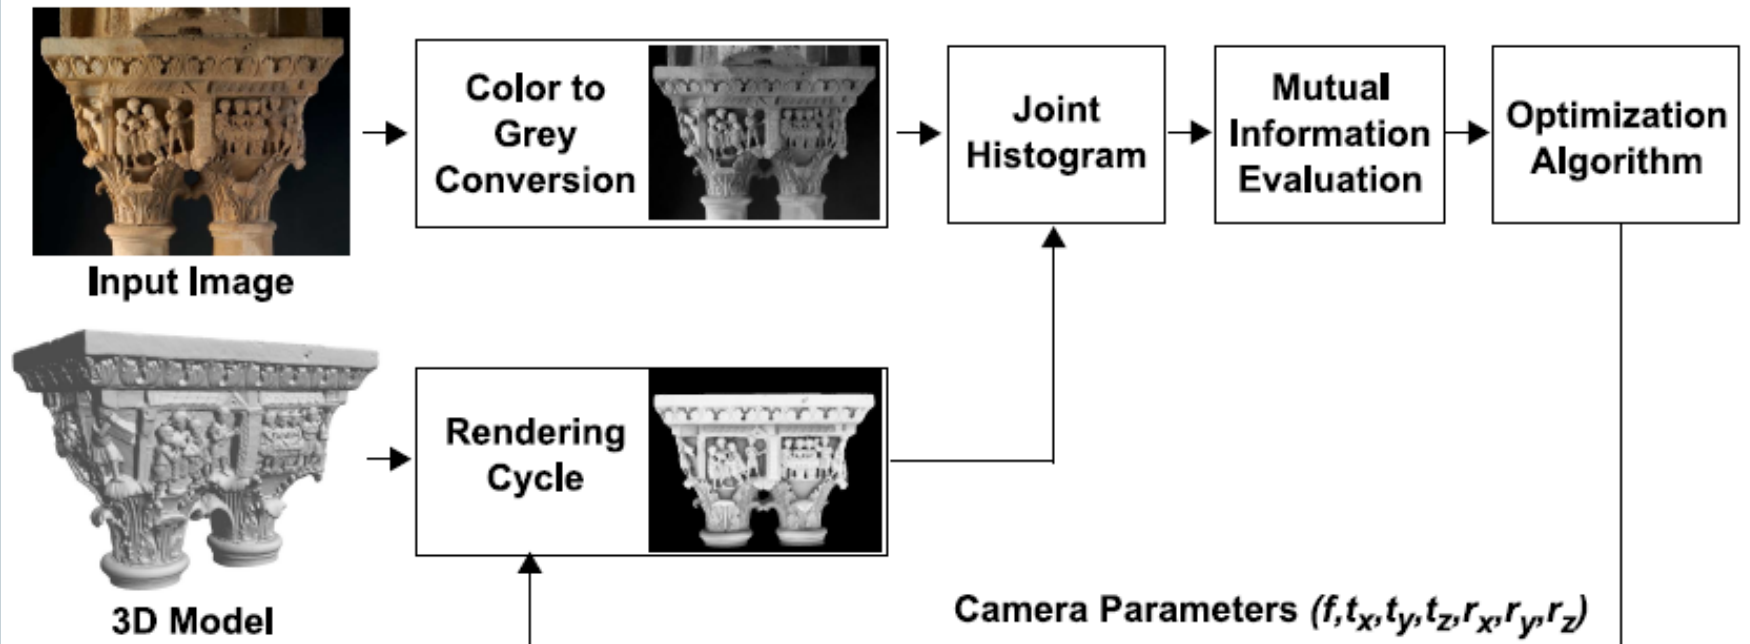 Input Image
Color to
Grey
Conversion
Joint
Histogram
Mutual
Information
Evaluation
Optimization
Algorithm
3D Model
Rendering
Cycle
Camera Parameters (f,tx,ty,tz,rx,ry,rz)